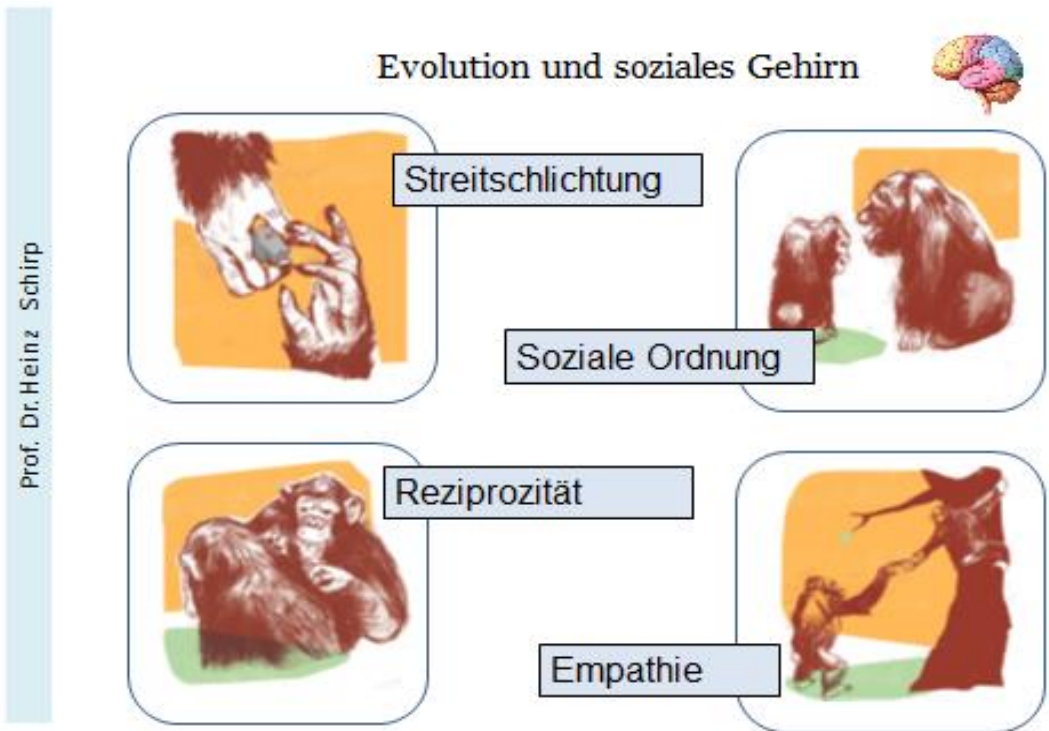 Evolution und soziales Gehirn
Streitschlichtung
Soziale Ordnung
Reziprozität
Empathie
Prof. Dr. Heinz Schirp